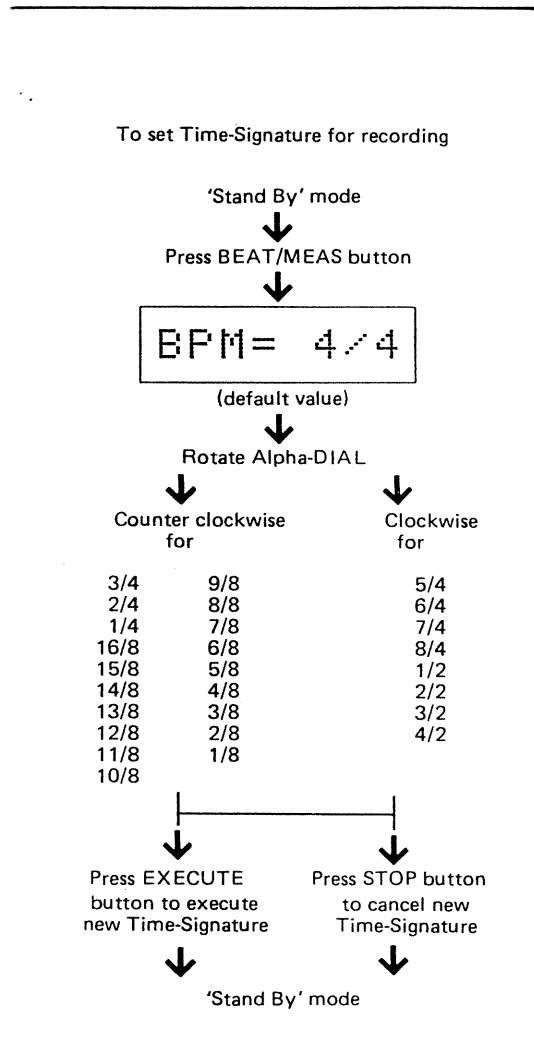 To set Time-Signature for recording
'Stand By' mode
Press BEAT/MEAS button
BPM= 4/4
(default value)
Rotate Alpha-DIAL
Counter clockwise
for
3/4
2/4
1/4
16/8
15/8
14/8
13/8
12/8
11/8
10/8
9/8
8/8
7/8
6/8
5/8
4/8
3/8
2/8
1/8
Clockwise
for
5/4
6/4
7/4
8/4
1/2
2/2
3/2
4/2
Press EXECUTE
button to execute
new Time-Signature
Press STOP button
to cancel new
Time-Signature
'Stand By' mode